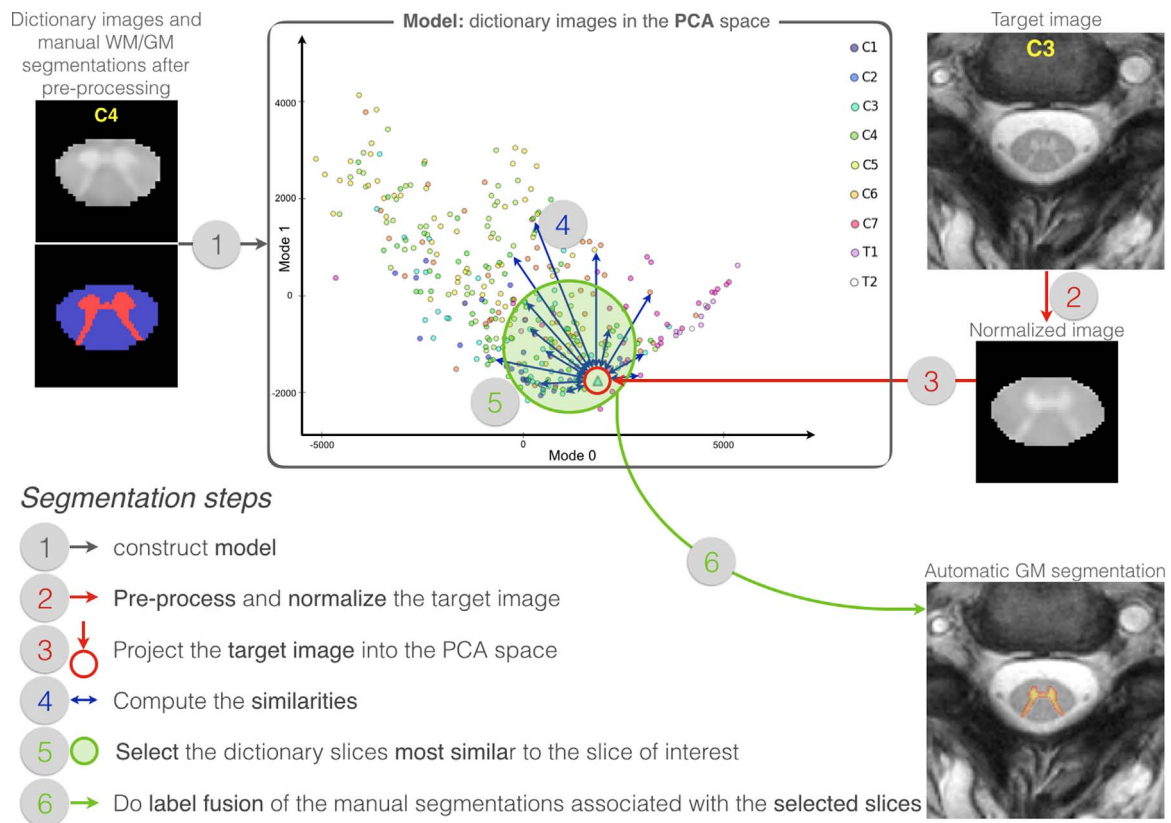 Dictionary images and
manual WM/GM
segmentations after
pre-processing
C4
1
Model: dictionary images in the PCA space
Mode 1
4000
2000
0
-2000
-5000
0
5000
Mode 0
C1
C2
C3
C4
C5
C6
C7
T1
T2
4
5
Target image
C3
2
Normalized image
3
6
Automatic GM segmentation
Segmentation steps
1 construct model
2 Pre-process and normalize the target image
3 Project the target image into the PCA space
4 Compute the similarities
5 Select the dictionary slices most similar to the slice of interest
6 Do label fusion of the manual segmentations associated with the selected slices